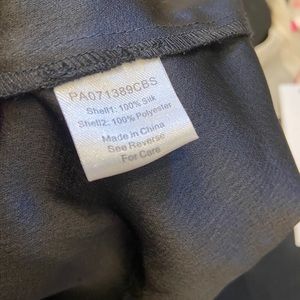 PA071389CBS
Shell1: 100% Silk
Shell2: 100% Polyester
Made in China
See Reverse
For Care